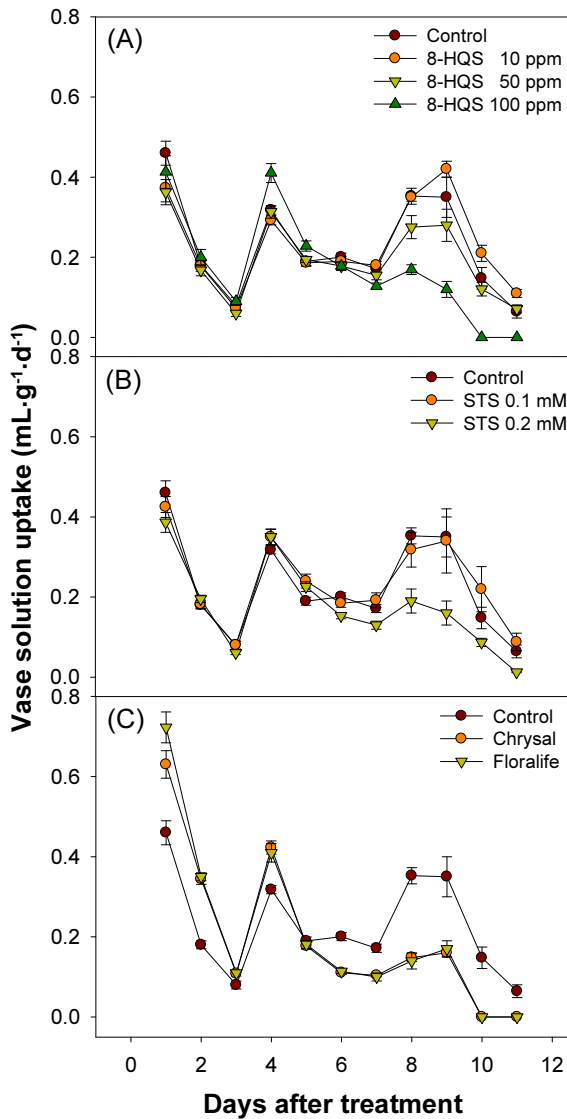 0.8
(A)
Control
8-HQS 10 ppm
8-HQS 50 ppm
8-HQS 100 ppm
0.6
0.4
0.2
0.0
0.8
(B)
Control
STS 0.1 mM
STS 0.2 mM
0.6
0.4
0.2
0.0
0.8
(C)
Control
Chrysal
Floralife
0.6
0.4
0.2
0.0
Vase solution uptake (mL·g⁻¹·d⁻¹)
0 2 4 6 8 10 12
Days after treatment